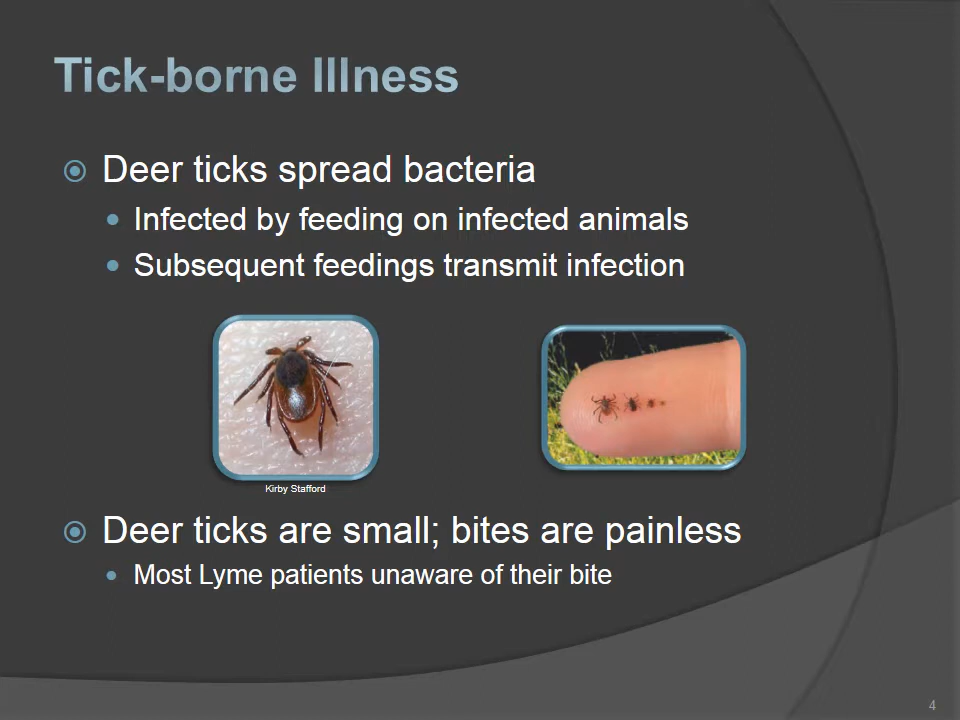 Tick-borne Illness
Deer ticks spread bacteria
Infected by feeding on infected animals
Subsequent feedings transmit infection
Kirby Stafford
Deer ticks are small; bites are painless
Most Lyme patients unaware of their bite
4